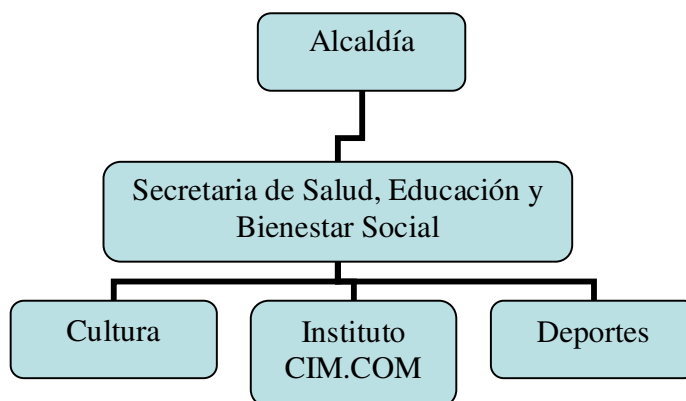 Alcaldía
Secretaria de Salud, Educación y
Bienestar Social
Cultura
Instituto
CIM.COM
Deportes